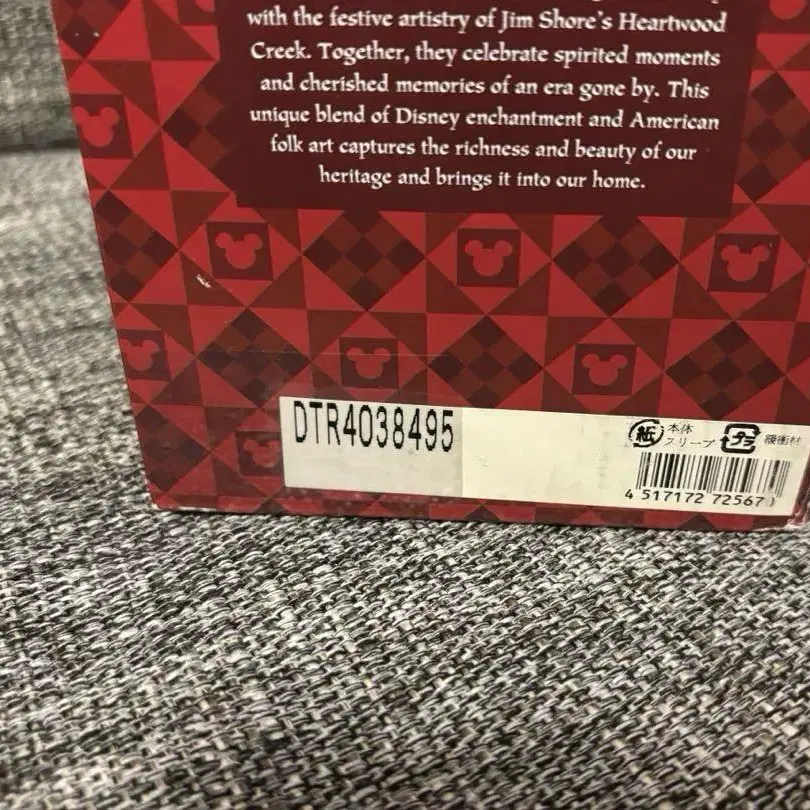 with the festive artistry of Jim Shore's Heartwood
Creek. Together, they celebrate spirited moments
and cherished memories of an era gone by. This
unique blend of Disney enchantment and American
folk art captures the richness and beauty of our
heritage and brings it into our home.
DTR4038495
紙 本体
スリーブ プラ 緩衝材
4 517172 72567